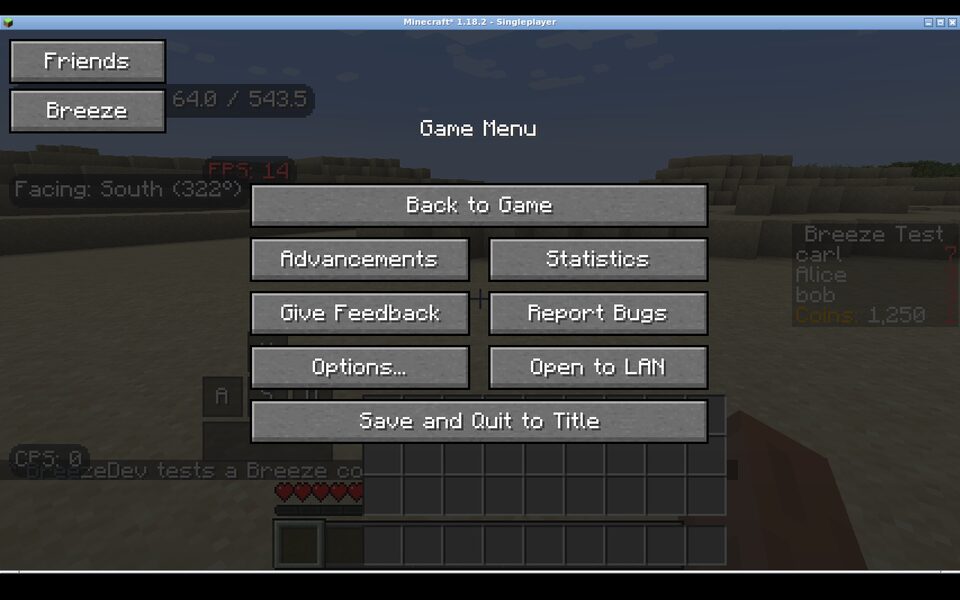 Minecraft* 1.18.2 - Singleplayer
Friends
Breeze
64.0 / 543.5
Game Menu
FPS: 14
Facing: South (322°)
Back to Game
Advancements
Statistics
Give Feedback
Report Bugs
Options...
Open to LAN
Save and Quit to Title
Breeze Test
carl 7
Alice
bob
Coins: 1,250
A
S
CPS: 0
BreezeDev tests a Breeze co